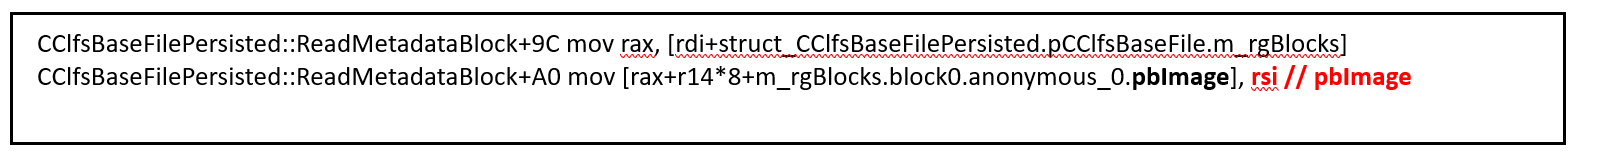 CClfsBaseFilePersisted::ReadMetadataBlock+9C mov rax, [rdi+struct_CClfsBaseFilePersisted.pCClfsBaseFile.m_rgBlocks]
CClfsBaseFilePersisted::ReadMetadataBlock+A0 mov [rax+r14*8+m_rgBlocks.block0.anonymous_0.pbImage], rsi // pbImage